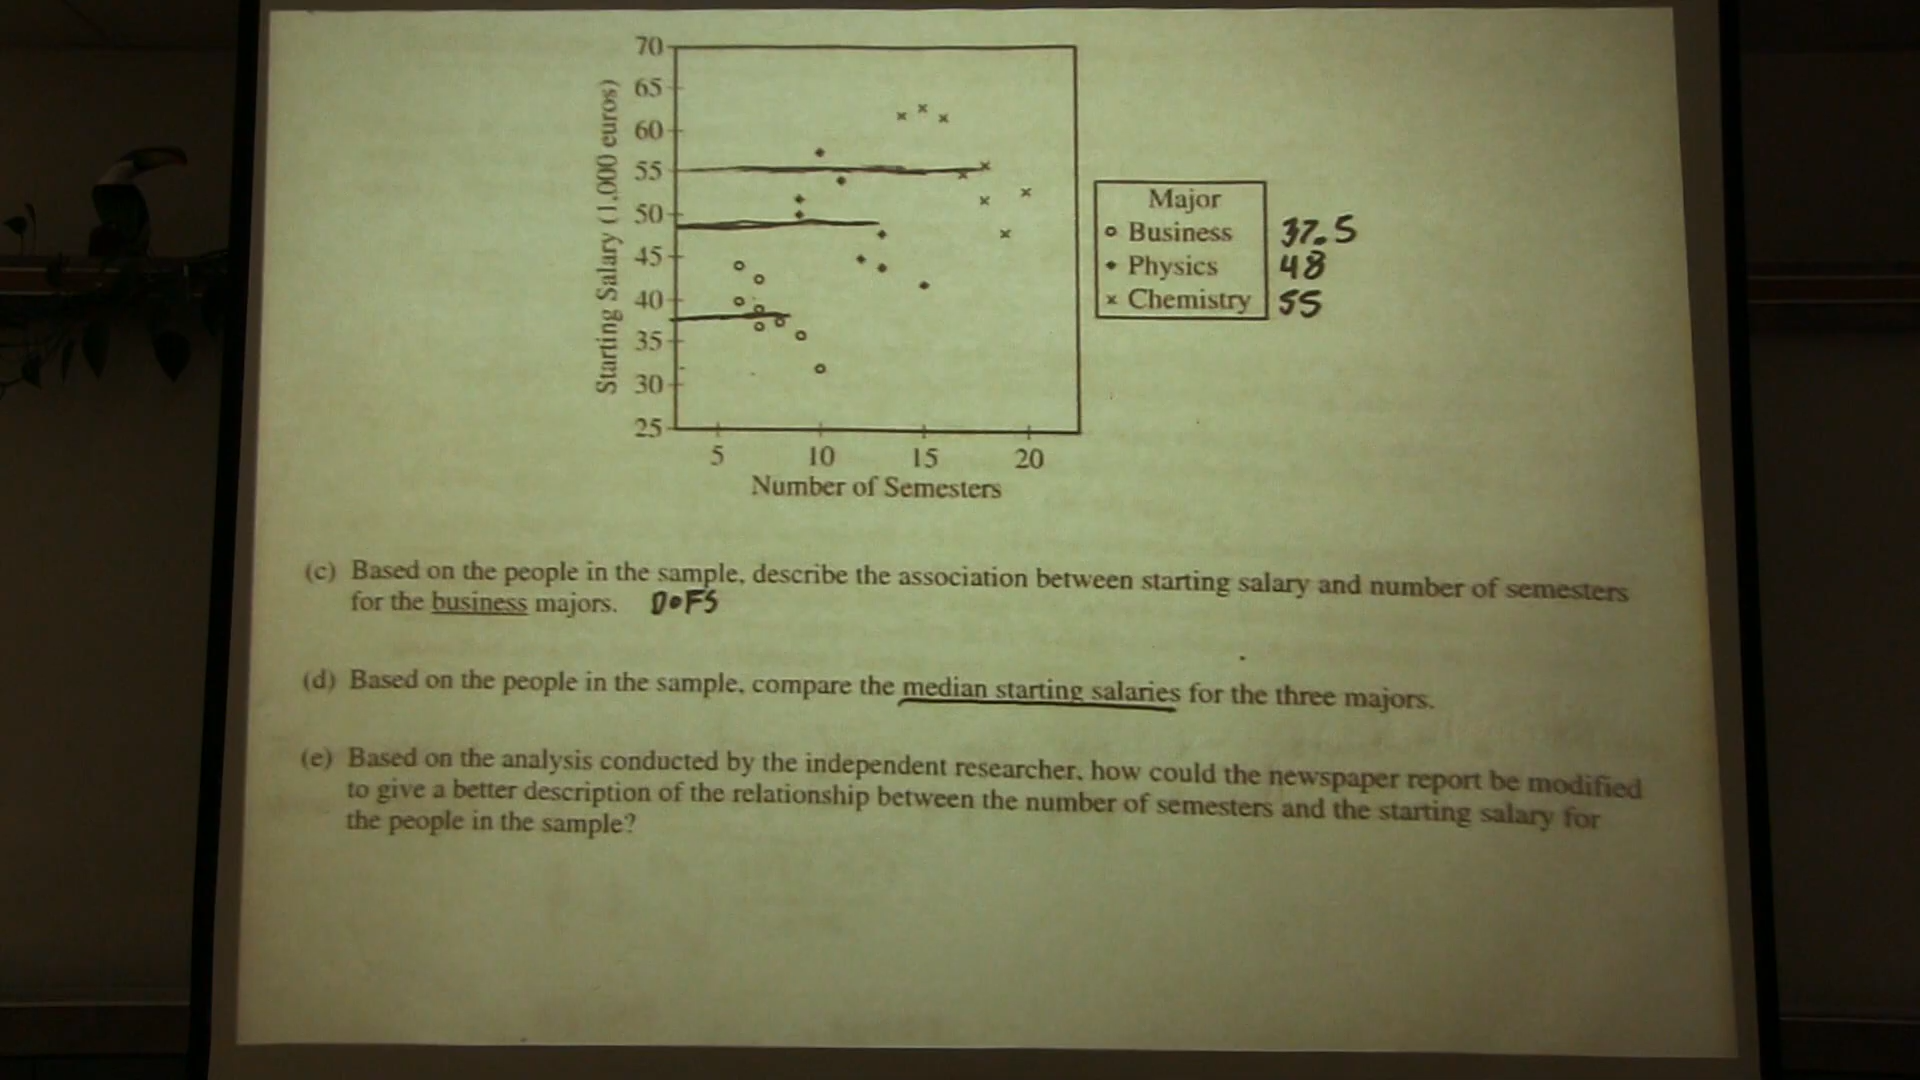 70
65
60
55
50
45
40
35
30
25
Starting Salary (1,000 euros)
5 10 15 20
Number of Semesters
Major
Business 37.5
Physics 48
Chemistry 55
(c) Based on the people in the sample, describe the association between starting salary and number of semesters
for the business majors. DOFS
(d) Based on the people in the sample, compare the median starting salaries for the three majors.
(e) Based on the analysis conducted by the independent researcher, how could the newspaper report be modified
to give a better description of the relationship between the number of semesters and the starting salary for
the people in the sample?